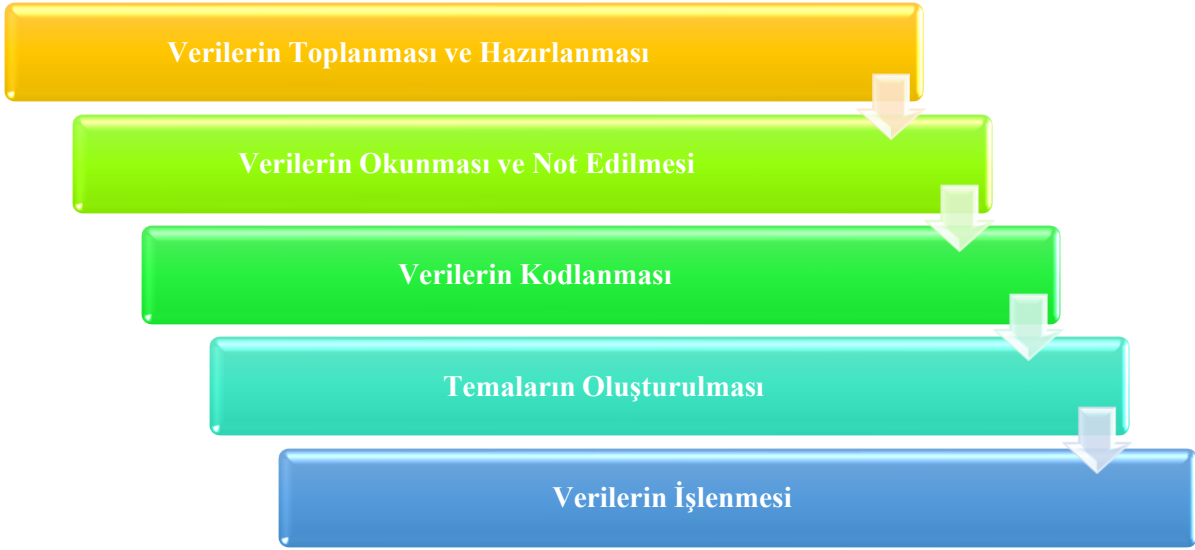 Verilerin Toplanması ve Hazırlanması
Verilerin Okunması ve Not Edilmesi
Verilerin Kodlanması
Temaların Oluşturulması
Verilerin İşlenmesi